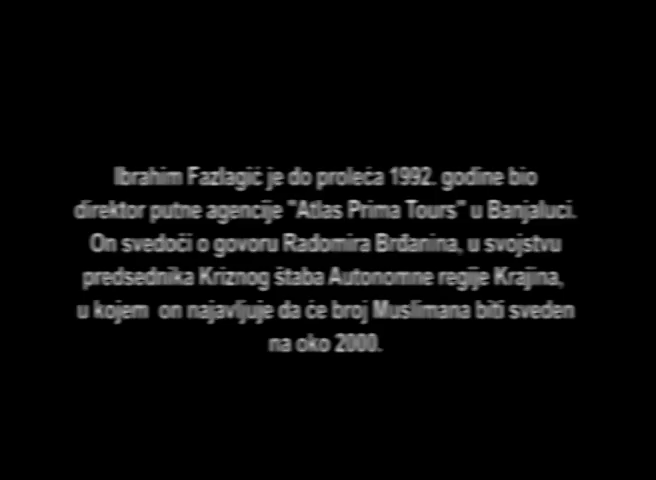 Ibrahim Fazlagić je do proleća 1992. godine bio
direktor putne agencije "Atlas Prima Tours" u Banjaluci.
On svedoči o govoru Radomira Brđanina, u svojstvu
predsednika Kriznog štaba Autonomne regije Krajina,
u kojem on najavljuje da će broj Muslimana biti sveden
na oko 2000.